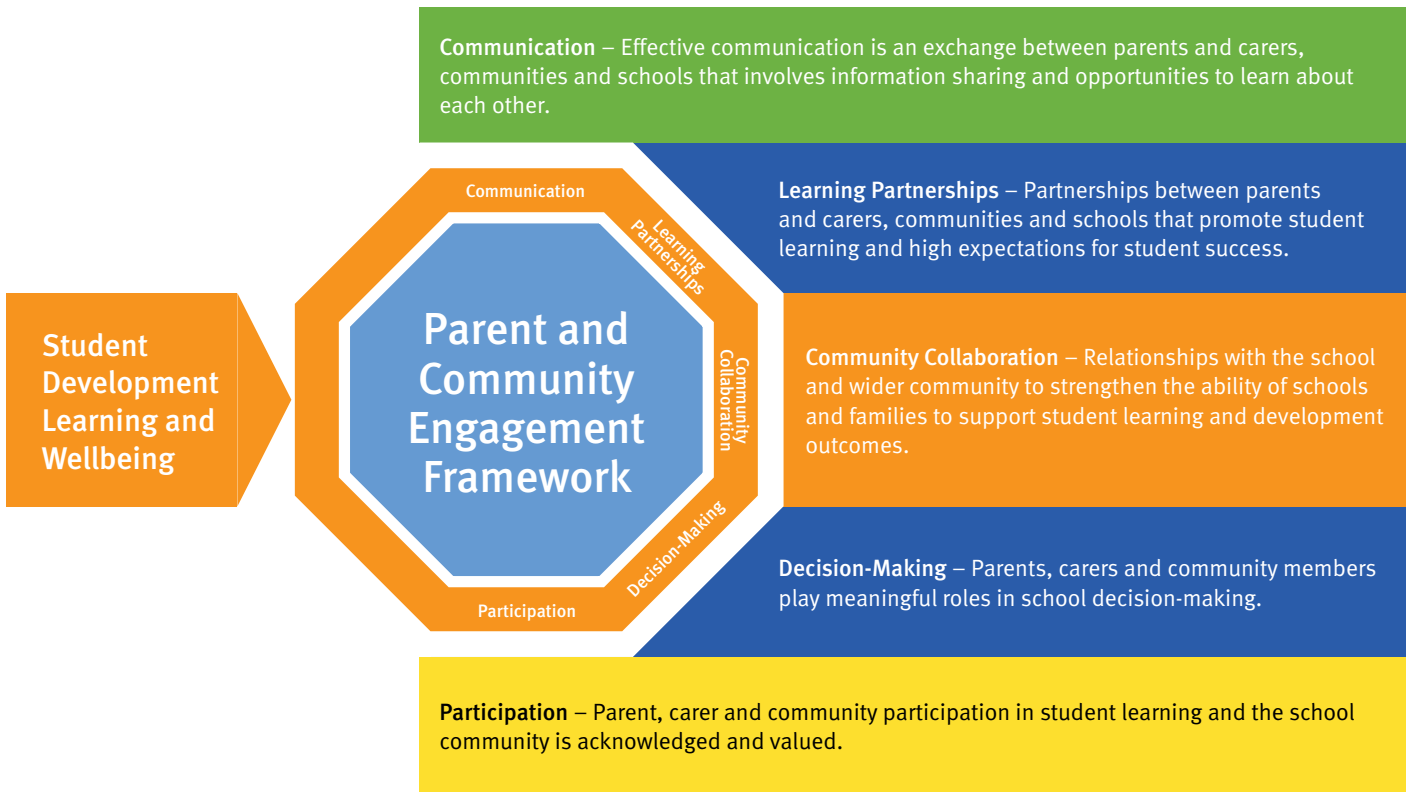 Communication – Effective communication is an exchange between parents and carers,
communities and schools that involves information sharing and opportunities to learn about
each other.
Communication
Learning
Partnerships
Community
Collaboration
Decision-Making
Participation
Parent and
Community
Engagement
Framework
Student
Development
Learning and
Wellbeing
Learning Partnerships – Partnerships between parents
and carers, communities and schools that promote student
learning and high expectations for student success.
Community Collaboration – Relationships with the school
and wider community to strengthen the ability of schools
and families to support student learning and development
outcomes.
Decision-Making – Parents, carers and community members
play meaningful roles in school decision-making.
Participation – Parent, carer and community participation in student learning and the school
community is acknowledged and valued.